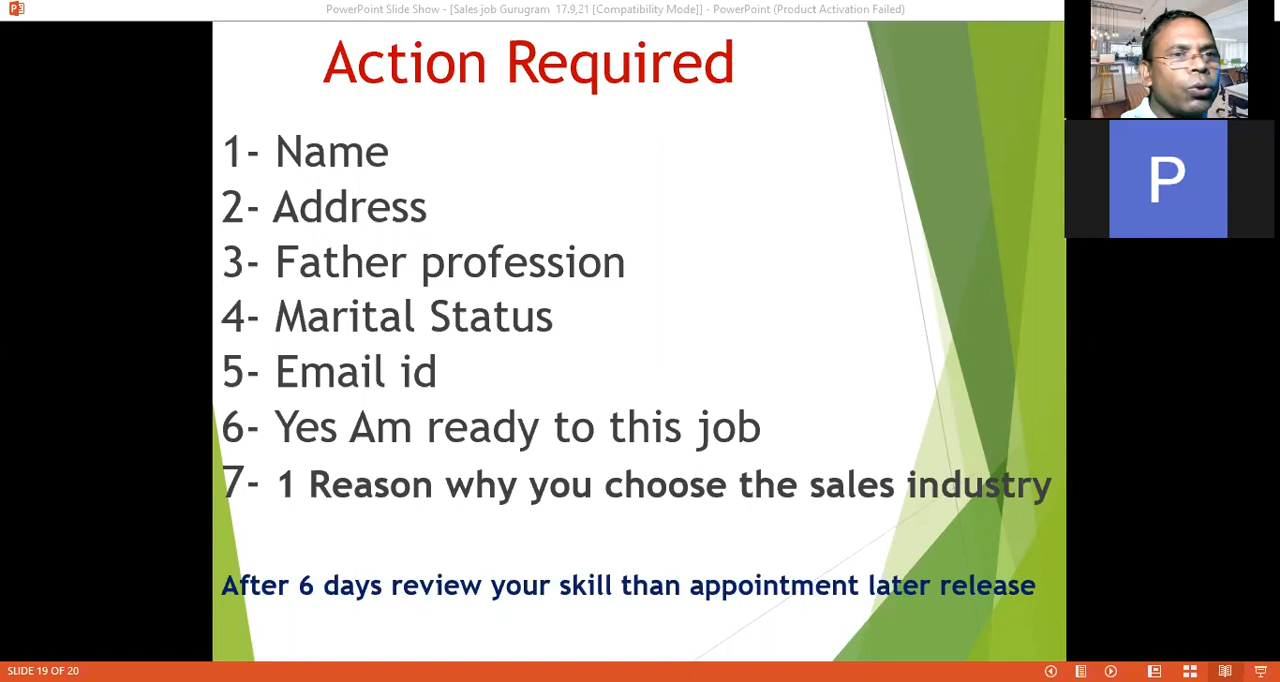 PowerPoint Slide Show - [Sales job Gurugram 17.9,21 [Compatibility Mode]] - PowerPoint (Product Activation Failed)
Action Required
1- Name
2- Address
3- Father profession
4- Marital Status
5- Email id
6- Yes Am ready to this job
7- 1 Reason why you choose the sales industry
After 6 days review your skill than appointment later release
P
SLIDE 19 OF 20